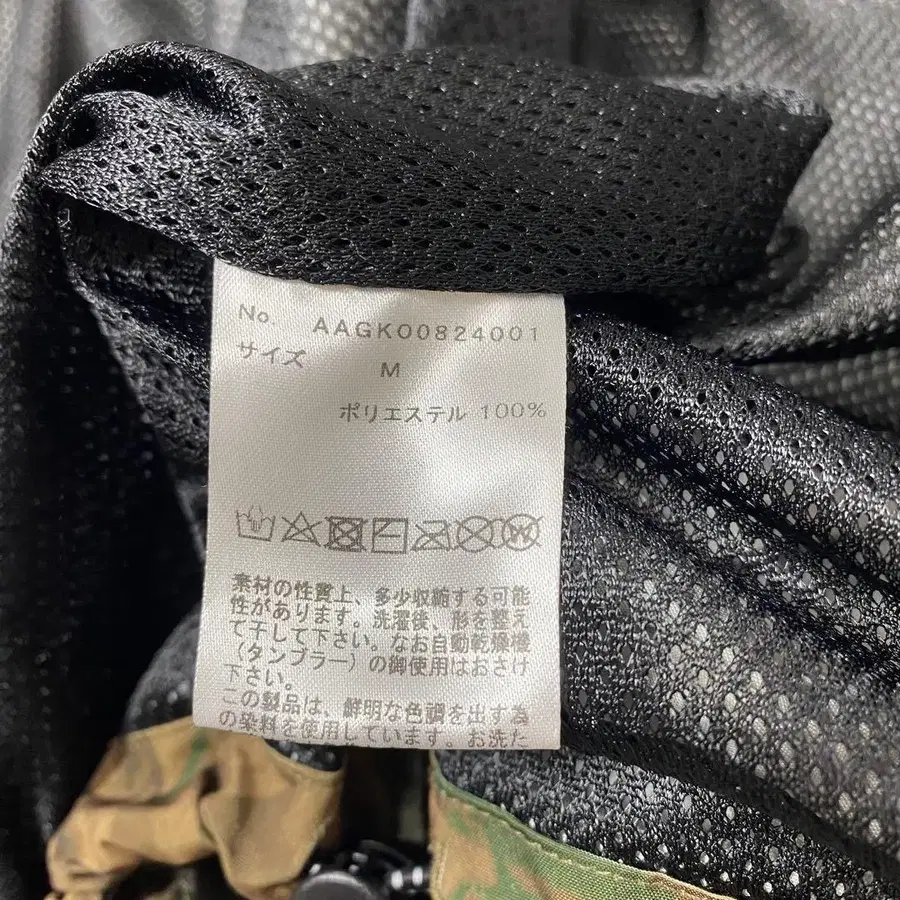 No. AAGK00824001
サイズ M
ポリエステル 100%
素材の性質上、多少収縮する可能
性があります。洗濯後、形を整え
て干して下さい。なお自動乾燥機
(タンブラー)の御使用はおさけ
下さい。
この製品は、鮮明な色調を出す為
の染料を使用しています。お洗た